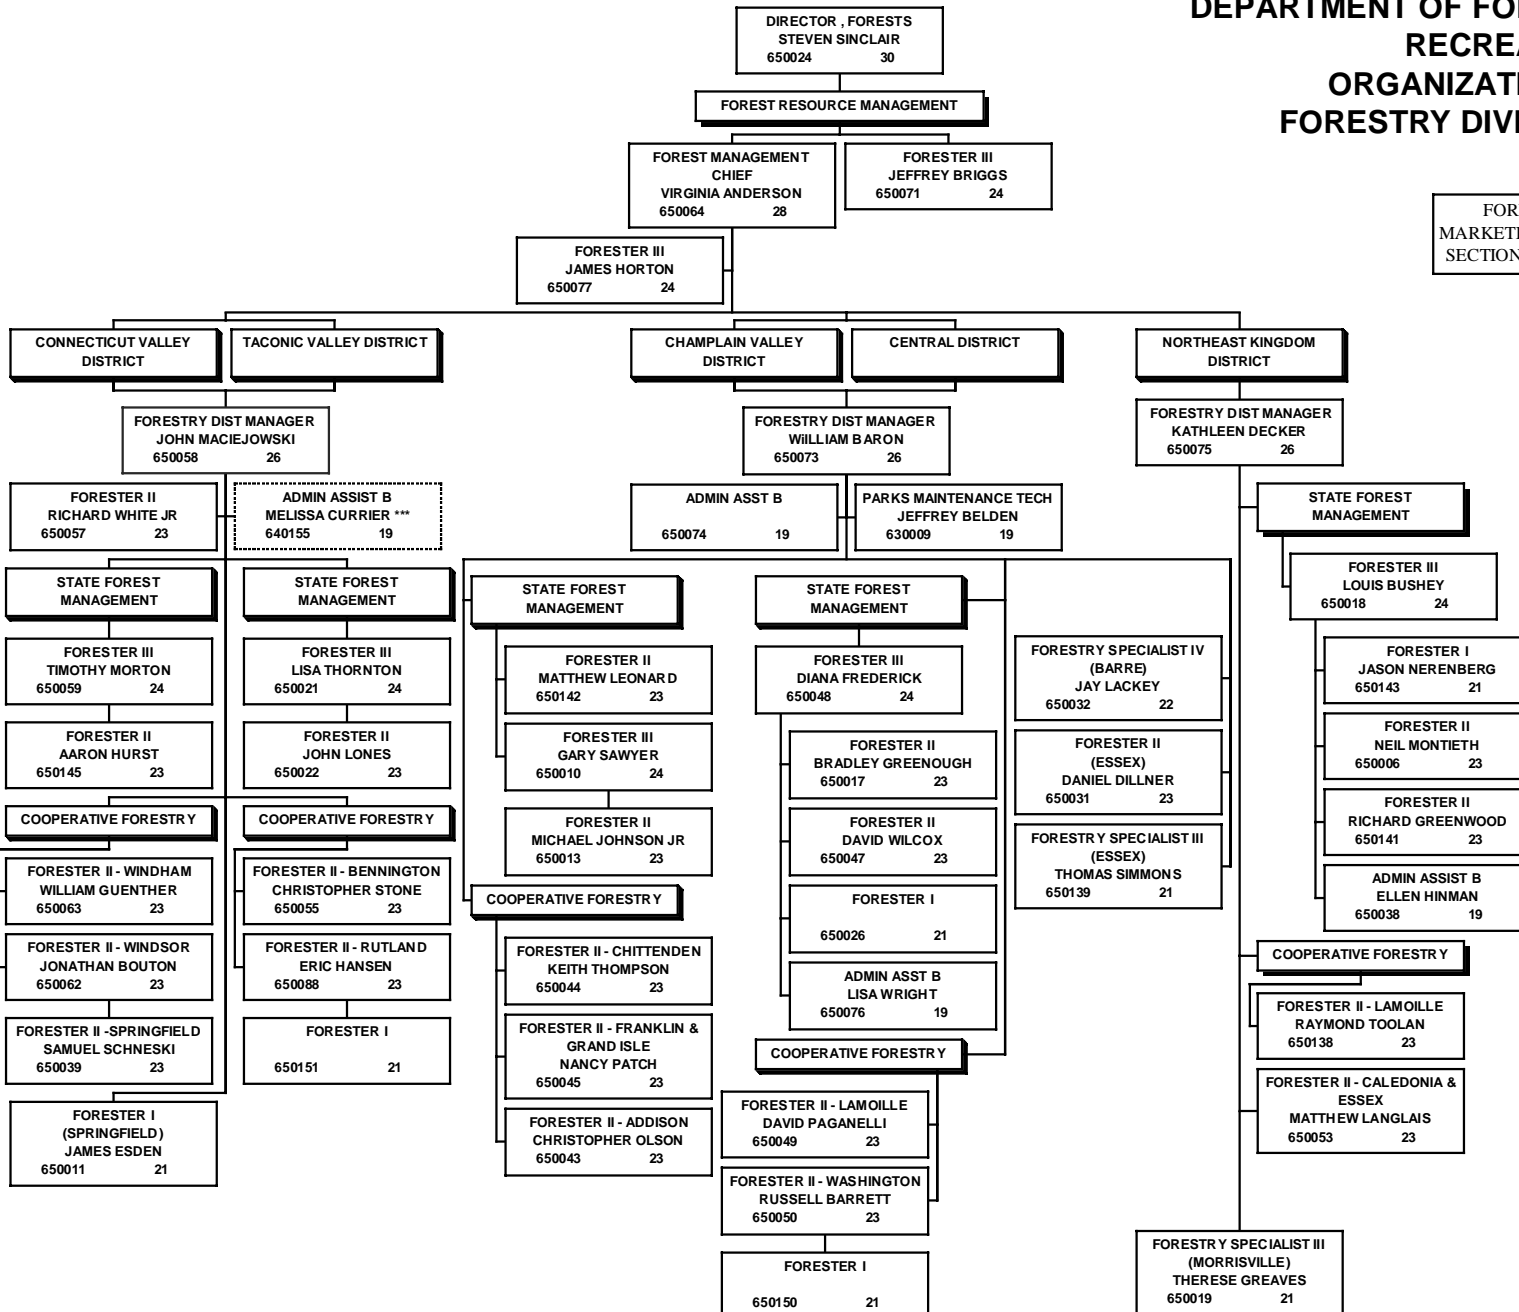 DEPARTMENT OF
RECREA
ORGANIZATI
FORESTRY DIVI
DIRECTOR , FORESTS
STEVEN SINCLAIR
650024 30
FOREST RESOURCE MANAGEMENT
FOREST MANAGEMENT
CHIEF
VIRGINIA ANDERSON
650064 28
FORESTER III
JEFFREY BRIGGS
650071 24
FOR
MARKETI
SECTION
FORESTER III
JAMES HORTON
650077 24
CONNECTICUT VALLEY
DISTRICT
TACONIC VALLEY DISTRICT
CHAMPLAIN VALLEY
DISTRICT
CENTRAL DISTRICT
NORTHEAST KINGDOM
DISTRICT
FORESTRY DIST MANAGER
JOHN MACIEJOWSKI
650058 26
FORESTRY DIST MANAGER
WilLLIAM BARON
650073 26
FORESTRY DIST MANAGER
KATHLEEN DECKER
650075 26
FORESTER II
RICHARD WHITE JR
650057 23
ADMIN ASSIST B
MELISSA CURRIER ***
640155 19
ADMIN ASST B
650074 19
PARKS MAINTENANCE TECH
JEFFREY BELDEN
630009 19
STATE FOREST
MANAGEMENT
FORESTER III
LOUIS BUSHEY
650018 24
STATE FOREST
MANAGEMENT
STATE FOREST
MANAGEMENT
STATE FOREST
MANAGEMENT
STATE FOREST
MANAGEMENT
FORESTER III
TIMOTHY MORTON
650059 24
FORESTER III
LISA THORNTON
650021 24
FORESTER II
MATTHEW LEONARD
650142 23
FORESTER III
DIANA FREDERICK
650048 24
FORESTRY SPECIALIST IV
(BARRE)
JAY LACKEY
650032 22
FORESTER I
JASON NERENBERG
650143 21
FORESTER II
AARON HURST
650145 23
FORESTER II
JOHN LONES
650022 23
FORESTER III
GARY SAWYER
650010 24
FORESTER II
BRADLEY GREENOUGH
650017 23
FORESTER II
(ESSEX)
DANIEL DILLNER
650031 23
FORESTER II
NEIL MONTIETH
650006 23
COOPERATIVE FORESTRY
COOPERATIVE FORESTRY
FORESTER II
MICHAEL JOHNSON JR
650013 23
FORESTER II
DAVID WILCOX
650047 23
FORESTRY SPECIALIST III
(ESSEX)
THOMAS SIMMONS
650139 21
FORESTER II
RICHARD GREENWOOD
650141 23
FORESTER II - WINDHAM
WILLIAM GUENTHER
650063 23
FORESTER II - BENNINGTON
CHRISTOPHER STONE
650055 23
COOPERATIVE FORESTRY
FORESTER I
650026 21
ADMIN ASSIST B
ELLEN HINMAN
650038 19
FORESTER II - WINDSOR
JONATHAN BOUTON
650062 23
FORESTER II - RUTLAND
ERIC HANSEN
650088 23
FORESTER II - CHITTENDEN
KEITH THOMPSON
650044 23
ADMIN ASST B
LISA WRIGHT
650076 19
COOPERATIVE FORESTRY
FORESTER II -SPRINGFIELD
SAMUEL SCHNESKI
650039 23
FORESTER I
650151 21
FORESTER II - FRANKLIN &
GRAND ISLE
NANCY PATCH
650045 23
COOPERATIVE FORESTRY
FORESTER II - LAMOILLE
RAYMOND TOOLAN
650138 23
FORESTER I
(SPRINGFIELD)
JAMES ESDEN
650011 21
FORESTER II - ADDISON
CHRISTOPHER OLSON
650043 23
FORESTER II - LAMOILLE
DAVID PAGANELLI
650049 23
FORESTER II - CALEDONIA &
ESSEX
MATTHEW LANGLAIS
650053 23
FORESTER II - WASHINGTON
RUSSELL BARRETT
650050 23
FORESTER I
650150 21
FORESTRY SPECIALIST III
(MORRISVILLE)
THERESE GREAVES
650019 21